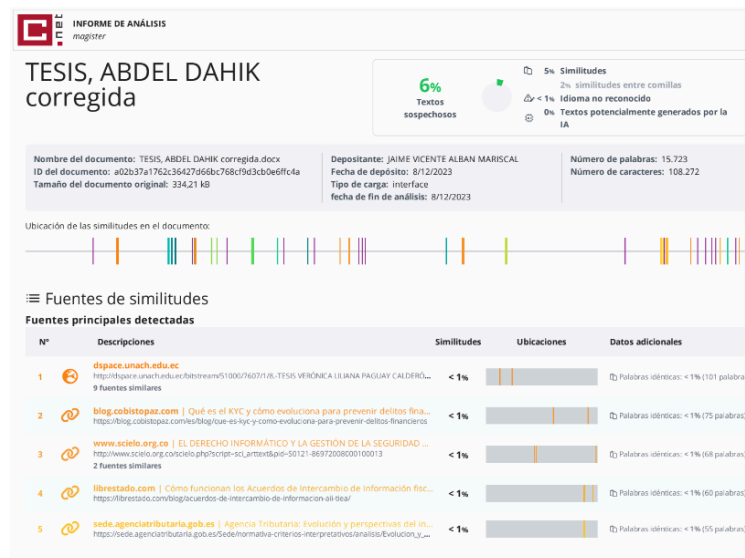 C.net
INFORME DE ANÁLISIS
magister
TESIS, ABDEL DAHIK
corregida
6%
Textos
sospechosos
5% Similitudes
2% similitudes entre comillas
< 1% Idioma no reconocido
0% Textos potencialmente generados por la
IA
Nombre del documento: TESIS, ABDEL DAHIK corregida.docx
ID del documento: a02b37a1762c36427d66bc768cf9d3cb0e6ffc4a
Tamaño del documento original: 334,21 kB
Depositante: JAIME VICENTE ALBAN MARISCAL
Fecha de depósito: 8/12/2023
Tipo de carga: interface
fecha de fin de análisis: 8/12/2023
Número de palabras: 15.723
Número de caracteres: 108.272
Ubicación de las similitudes en el documento:
Fuentes de similitudes
Fuentes principales detectadas
N° Descripciones Similitudes Ubicaciones Datos adicionales
1 dspace.unach.edu.ec
http://dspace.unach.edu.ec/bitstream/51000/7607/1/8.-TESIS VERÓNICA LILIANA PAGUAY CALDERÓ...
9 fuentes similares
< 1% Palabras idénticas: < 1% (101 palabra
2 blog.cobistopaz.com | Qué es el KYC y cómo evoluciona para prevenir delitos fina...
https://blog.cobistopaz.com/es/blog/que-es-kyc-y-como-evoluciona-para-prevenir-delitos-financieros
< 1% Palabras idénticas: < 1% (75 palabras)
3 www.scielo.org.co | EL DERECHO INFORMÁTICO Y LA GESTIÓN DE LA SEGURIDAD ...
http://www.scielo.org.co/scielo.php?script=sci_arttext&pid=S0121-86972008000100013
2 fuentes similares
< 1% Palabras idénticas: < 1% (68 palabras)
4 librestado.com | Cómo funcionan los Acuerdos de Intercambio de Información fisc...
https://librestado.com/blog/acuerdos-de-intercambio-de-informacion-aii-tiea/
< 1% Palabras idénticas: < 1% (60 palabras)
5 sede.agenciatributaria.gob.es | Agencia Tributaria: Evolución y perspectivas del in...
https://sede.agenciatributaria.gob.es/Sede/normativa-criterios-interpretativos/analisis/Evolucion_y_...
< 1% Palabras idénticas: < 1% (55 palabras)